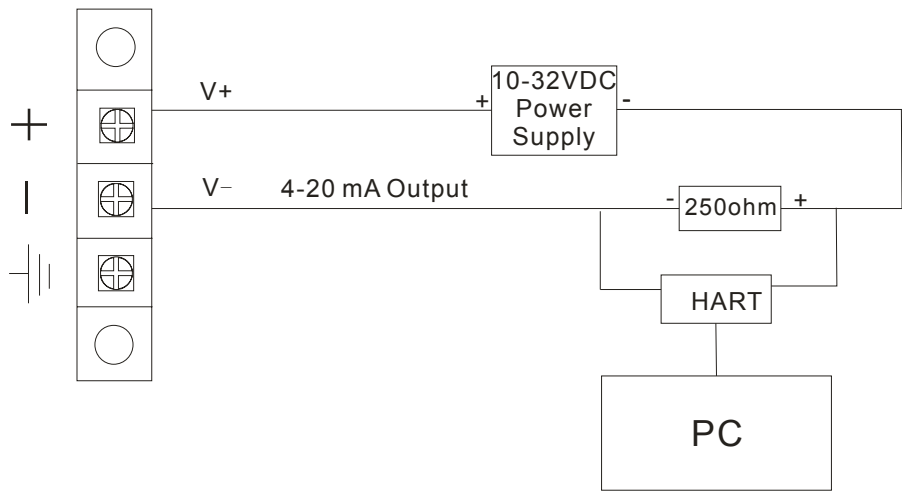 V+
+ 10-32VDC -
Power
Supply
+
V− 4-20 mA Output
-
- 250ohm +
HART
PC